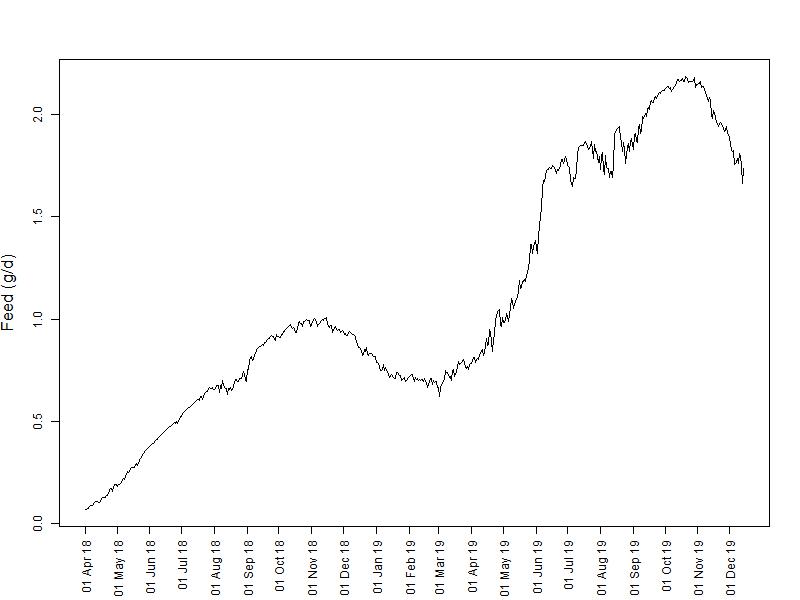 Feed (g/d)
2.0
1.5
1.0
0.5
0.0
01 Apr 18
01 May 18
01 Jun 18
01 Jul 18
01 Aug 18
01 Sep 18
01 Oct 18
01 Nov 18
01 Dec 18
01 Jan 19
01 Feb 19
01 Mar 19
01 Apr 19
01 May 19
01 Jun 19
01 Jul 19
01 Aug 19
01 Sep 19
01 Oct 19
01 Nov 19
01 Dec 19